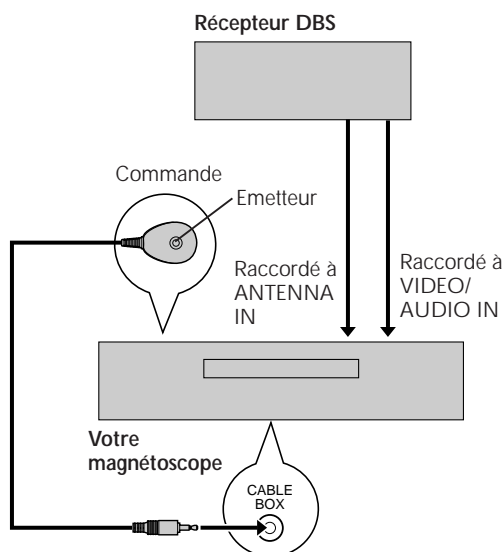 Récepteur DBS
Commande
Emetteur
Raccordé à
ANTENNA
IN
Raccordé à
VIDEO/
AUDIO IN
Votre
magnétoscope
CABLE
BOX